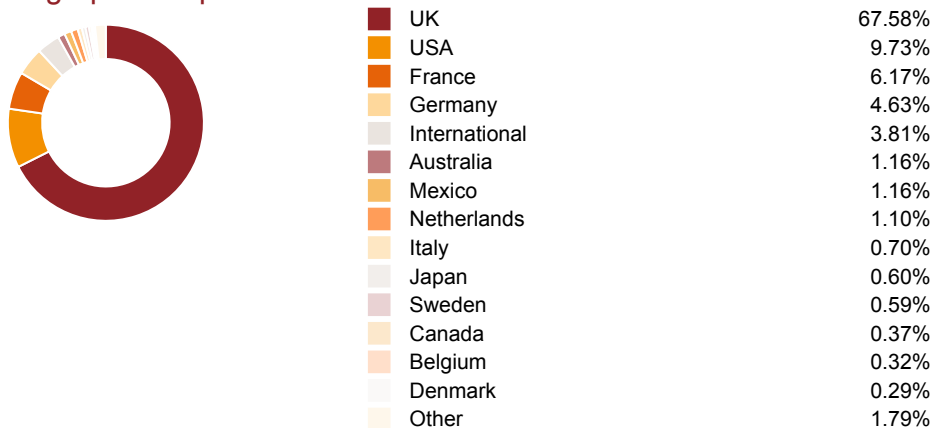 UK 67.58%
USA 9.73%
France 6.17%
Germany 4.63%
International 3.81%
Australia 1.16%
Mexico 1.16%
Netherlands 1.10%
Italy 0.70%
Japan 0.60%
Sweden 0.59%
Canada 0.37%
Belgium 0.32%
Denmark 0.29%
Other 1.79%